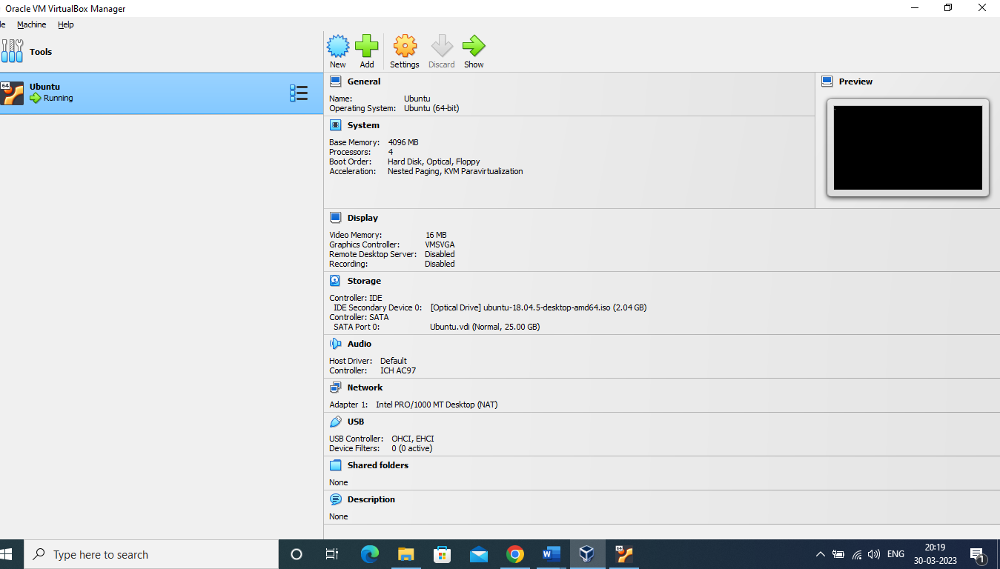 Oracle VM VirtualBox Manager
le Machine Help
Tools
New Add Settings Discard Show
64 Ubuntu
Running
General
Name: Ubuntu
Operating System: Ubuntu (64-bit)
Preview
System
Base Memory: 4096 MB
Processors: 4
Boot Order: Hard Disk, Optical, Floppy
Acceleration: Nested Paging, KVM Paravirtualization
Display
Video Memory: 16 MB
Graphics Controller: VMSVGA
Remote Desktop Server: Disabled
Recording: Disabled
Storage
Controller: IDE
IDE Secondary Device 0: [Optical Drive] ubuntu-18.04.5-desktop-amd64.iso (2.04 GB)
Controller: SATA
SATA Port 0: Ubuntu.vdi (Normal, 25.00 GB)
Audio
Host Driver: Default
Controller: ICH AC97
Network
Adapter 1: Intel PRO/1000 MT Desktop (NAT)
USB
USB Controller: OHCI, EHCI
Device Filters: 0 (0 active)
Shared folders
None
Description
None
Type here to search
W
64
ENG
20:19
30-03-2023
1